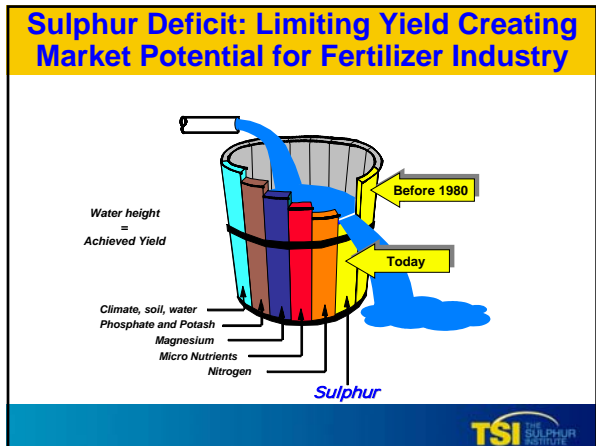 Sulphur Deficit: Limiting Yield Creating
Market Potential for Fertilizer Industry
Before 1980
Water height
=
Achieved Yield
Today
Climate, soil, water
Phosphate and Potash
Magnesium
Micro Nutrients
Nitrogen
Sulphur
TSI THE SULPHUR INSTITUTE